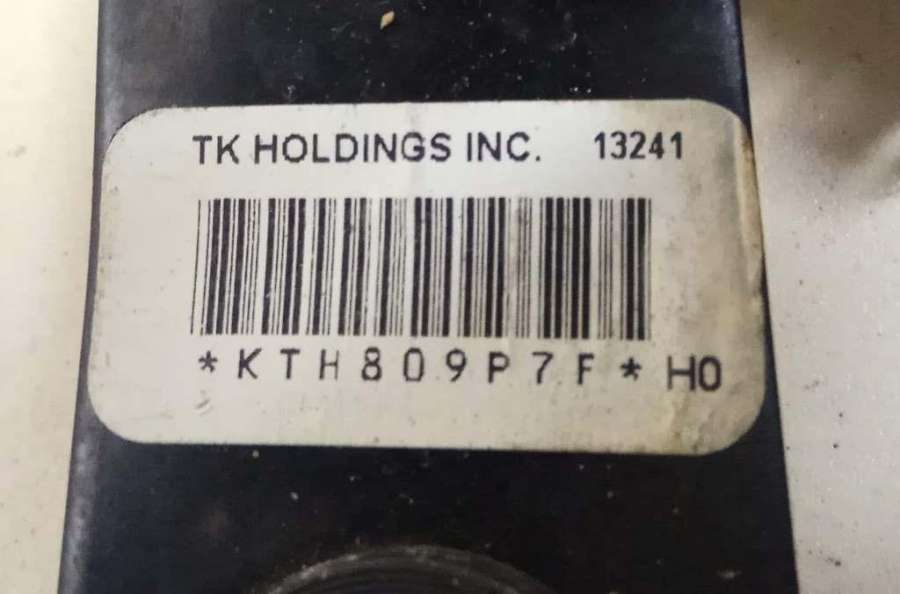 TK HOLDINGS INC. 13241
*KTH809P7F* H0